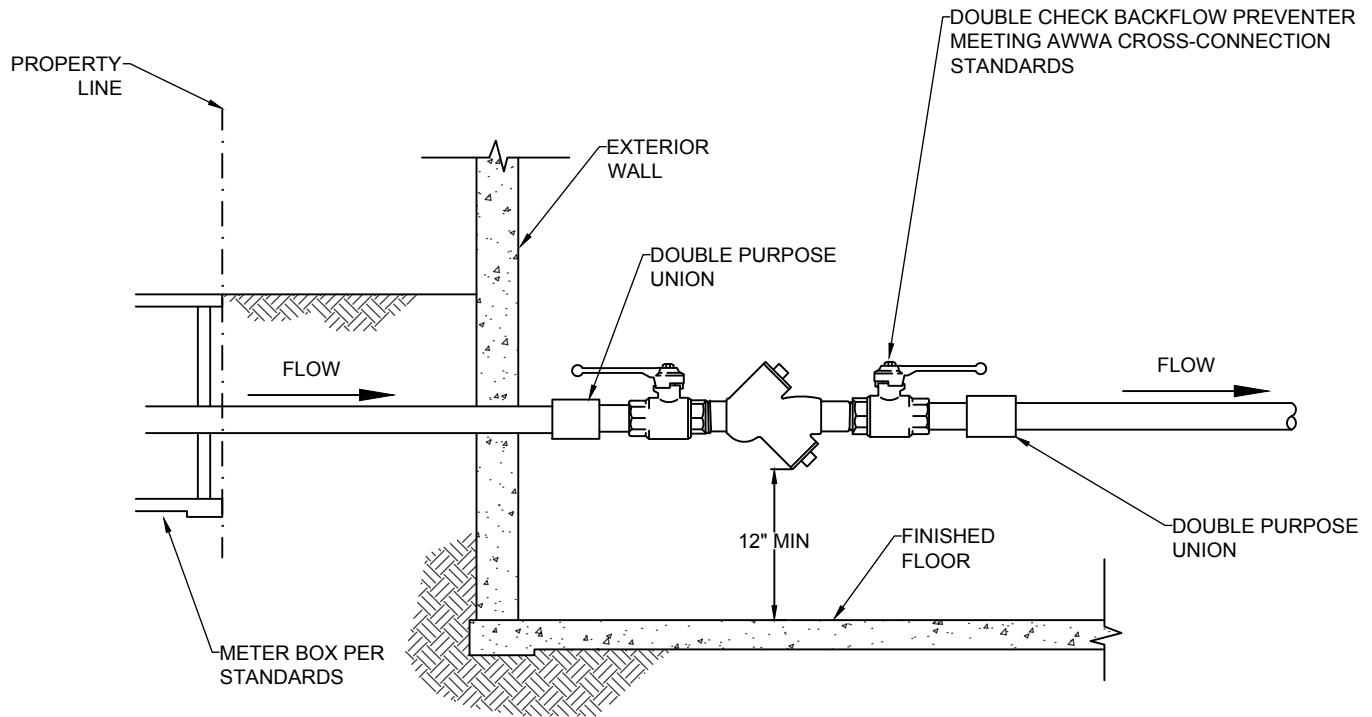 DOUBLE CHECK BACKFLOW PREVENTER
MEETING AWWA CROSS-CONNECTION
STANDARDS
PROPERTY
LINE
EXTERIOR
WALL
DOUBLE PURPOSE
UNION
FLOW
FLOW
12" MIN
FINISHED
FLOOR
DOUBLE PURPOSE
UNION
METER BOX PER
STANDARDS